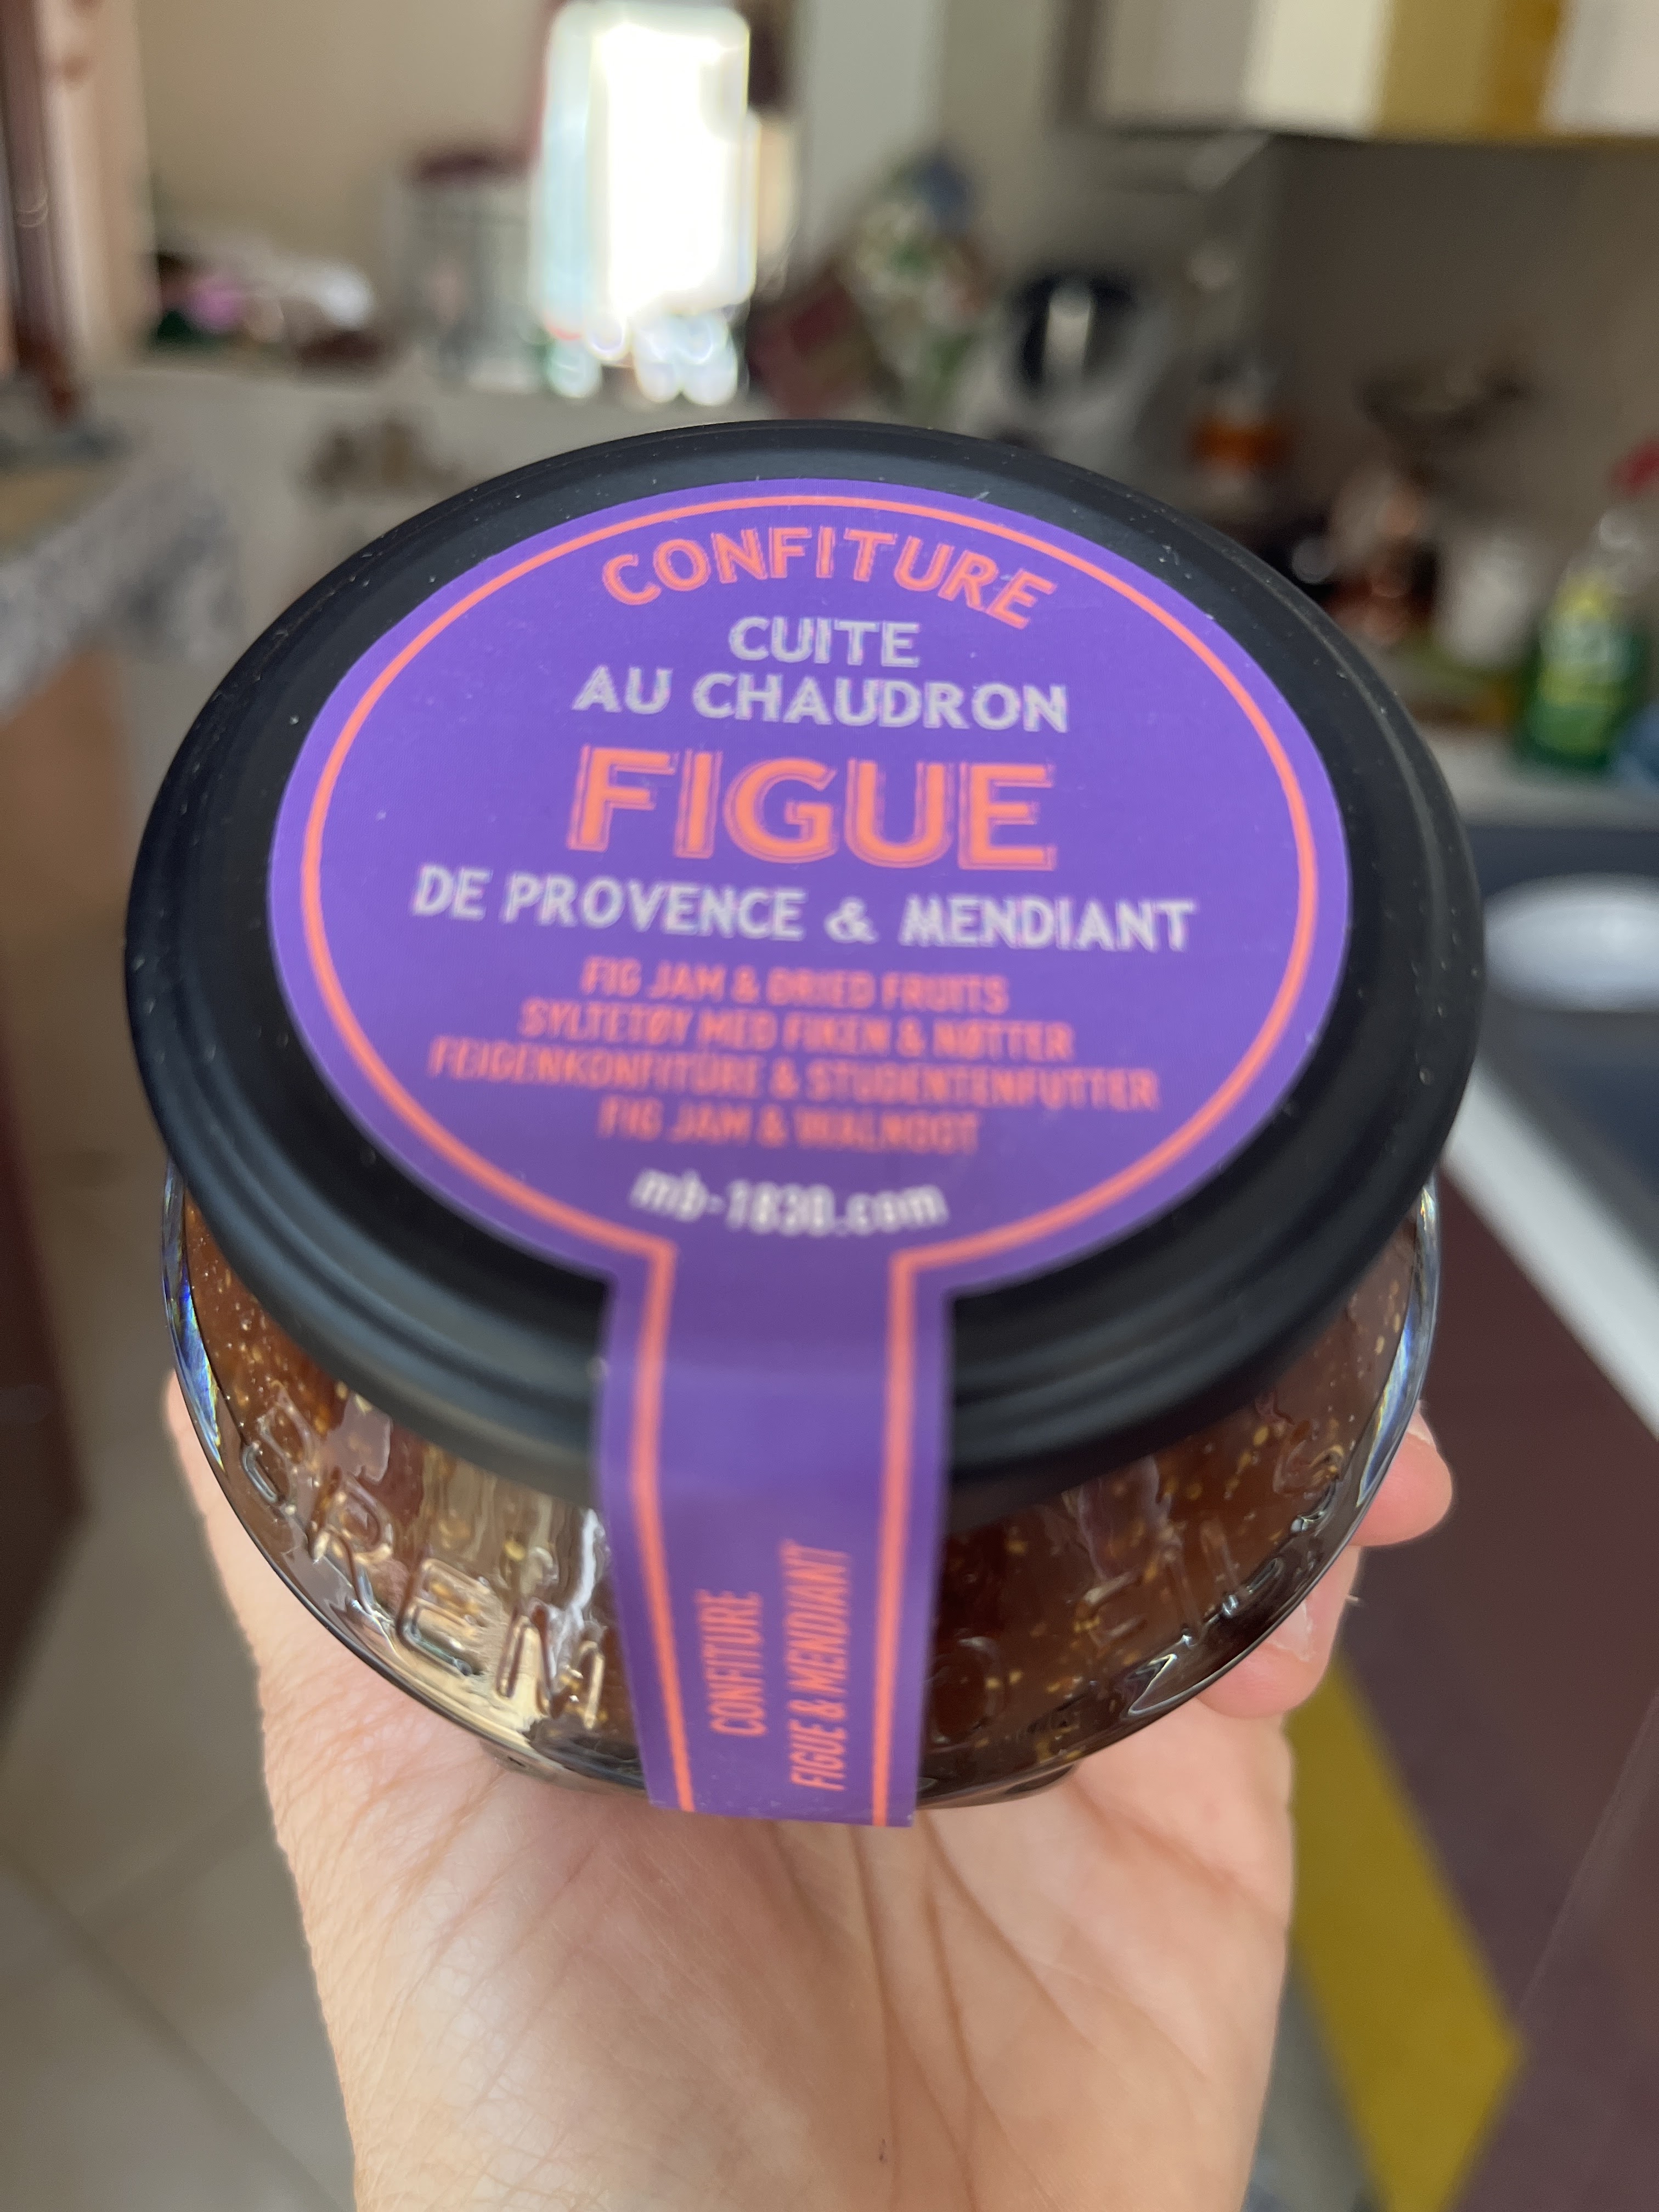 CONFITURE
CUITE
AU CHAUDRON
FIGUE
DE PROVENCE & MENDIANT
FIG JAM & DRIED FRUITS
SYLTETØY MED FIKEN & NØTTER
FEIGENKONFITÜRE & STUDENTENFUTTER
FIG JAM & WALNOOT
mb-1830.com
CONFITURE
FIGUE & MENDIANT